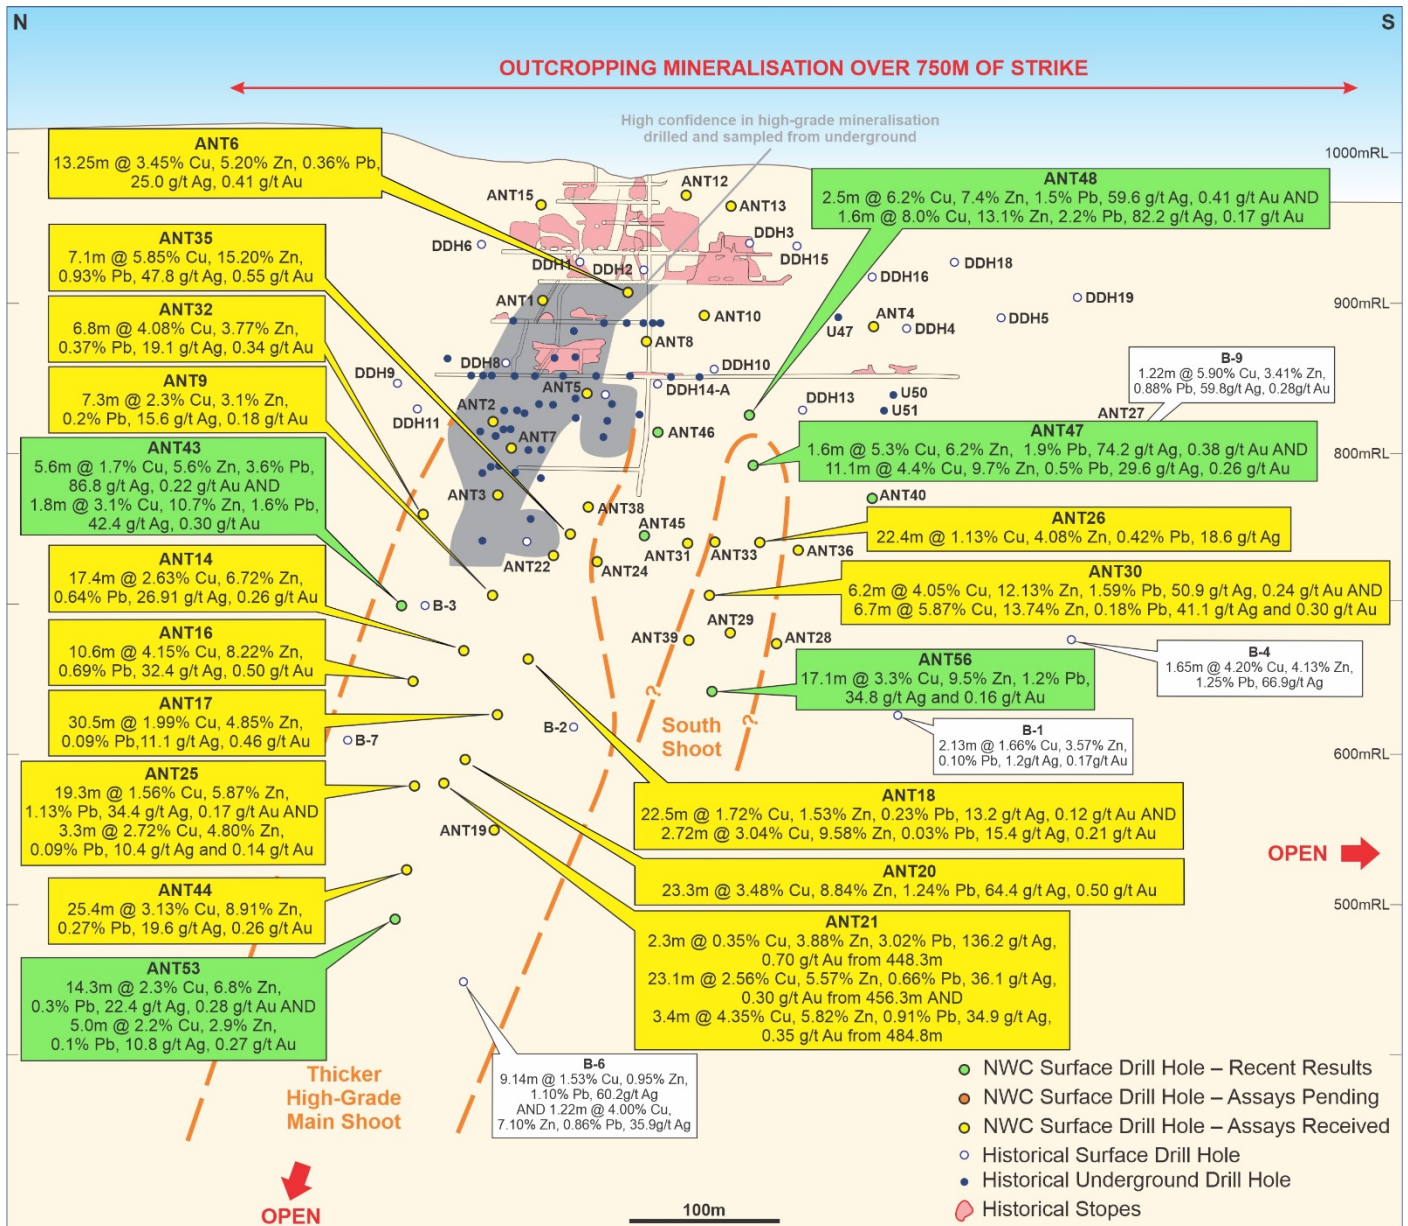 N
S
OUTCROPPING MINERALISATION OVER 750M OF STRIKE
High confidence in high-grade mineralisation
drilled and sampled from underground
1000mRL
900mRL
800mRL
600mRL
500mRL
ANT6
13.25m @ 3.45% Cu, 5.20% Zn, 0.36% Pb,
25.0 g/t Ag, 0.41 g/t Au
ANT35
7.1m @ 5.85% Cu, 15.20% Zn,
0.93% Pb, 47.8 g/t Ag, 0.55 g/t Au
ANT32
6.8m @ 4.08% Cu, 3.77% Zn,
0.37% Pb, 19.1 g/t Ag, 0.34 g/t Au
ANT9
7.3m @ 2.3% Cu, 3.1% Zn,
0.2% Pb, 15.6 g/t Ag, 0.18 g/t Au
ANT43
5.6m @ 1.7% Cu, 5.6% Zn, 3.6% Pb,
86.8 g/t Ag, 0.22 g/t Au AND
1.8m @ 3.1% Cu, 10.7% Zn, 1.6% Pb,
42.4 g/t Ag, 0.30 g/t Au
ANT14
17.4m @ 2.63% Cu, 6.72% Zn,
0.64% Pb, 26.91 g/t Ag, 0.26 g/t Au
ANT16
10.6m @ 4.15% Cu, 8.22% Zn,
0.69% Pb, 32.4 g/t Ag, 0.50 g/t Au
ANT17
30.5m @ 1.99% Cu, 4.85% Zn,
0.09% Pb,11.1 g/t Ag, 0.46 g/t Au
ANT25
19.3m @ 1.56% Cu, 5.87% Zn,
1.13% Pb, 34.4 g/t Ag, 0.17 g/t Au AND
3.3m @ 2.72% Cu, 4.80% Zn,
0.09% Pb, 10.4 g/t Ag and 0.14 g/t Au
ANT44
25.4m @ 3.13% Cu, 8.91% Zn,
0.27% Pb, 19.6 g/t Ag, 0.26 g/t Au
ANT53
14.3m @ 2.3% Cu, 6.8% Zn,
0.3% Pb, 22.4 g/t Ag, 0.28 g/t Au AND
5.0m @ 2.2% Cu, 2.9% Zn,
0.1% Pb, 10.8 g/t Ag, 0.27 g/t Au
ANT15
ANT12
ANT13
DDH6
DDH1
DDH2
DDH3
DDH15
DDH16
DDH18
DDH19
DDH5
DDH4
ANT4
U47
ANT1
ANT10
ANT8
DDH8
DDH10
DDH9
DDH14-A
ANT5
DDH11
ANT2
U50
U51
DDH13
ANT27
ANT7
ANT46
ANT3
ANT38
ANT40
ANT45
ANT31
ANT33
ANT36
ANT22
ANT24
B-3
ANT29
ANT39
ANT28
B-2
B-7
ANT19
ANT48
2.5m @ 6.2% Cu, 7.4% Zn, 1.5% Pb, 59.6 g/t Ag, 0.41 g/t Au AND
1.6m @ 8.0% Cu, 13.1% Zn, 2.2% Pb, 82.2 g/t Ag, 0.17 g/t Au
B-9
1.22m @ 5.90% Cu, 3.41% Zn,
0.88% Pb, 59.8g/t Ag, 0.28g/t Au
ANT47
1.6m @ 5.3% Cu, 6.2% Zn, 1.9% Pb, 74.2 g/t Ag, 0.38 g/t Au AND
11.1m @ 4.4% Cu, 9.7% Zn, 0.5% Pb, 29.6 g/t Ag, 0.26 g/t Au
ANT26
22.4m @ 1.13% Cu, 4.08% Zn, 0.42% Pb, 18.6 g/t Ag
ANT30
6.2m @ 4.05% Cu, 12.13% Zn, 1.59% Pb, 50.9 g/t Ag, 0.24 g/t Au AND
6.7m @ 5.87% Cu, 13.74% Zn, 0.18% Pb, 41.1 g/t Ag and 0.30 g/t Au
B-4
1.65m @ 4.20% Cu, 4.13% Zn,
1.25% Pb, 66.9g/t Ag
ANT56
17.1m @ 3.3% Cu, 9.5% Zn, 1.2% Pb,
34.8 g/t Ag and 0.16 g/t Au
B-1
2.13m @ 1.66% Cu, 3.57% Zn,
0.10% Pb, 1.2g/t Ag, 0.17g/t Au
?
?
South
Shoot
ANT18
22.5m @ 1.72% Cu, 1.53% Zn, 0.23% Pb, 13.2 g/t Ag, 0.12 g/t Au AND
2.72m @ 3.04% Cu, 9.58% Zn, 0.03% Pb, 15.4 g/t Ag, 0.21 g/t Au
OPEN
ANT20
23.3m @ 3.48% Cu, 8.84% Zn, 1.24% Pb, 64.4 g/t Ag, 0.50 g/t Au
ANT21
2.3m @ 0.35% Cu, 3.88% Zn, 3.02% Pb, 136.2 g/t Ag,
0.70 g/t Au from 448.3m
23.1m @ 2.56% Cu, 5.57% Zn, 0.66% Pb, 36.1 g/t Ag,
0.30 g/t Au from 456.3m AND
3.4m @ 4.35% Cu, 5.82% Zn, 0.91% Pb, 34.9 g/t Ag,
0.35 g/t Au from 484.8m
B-6
9.14m @ 1.53% Cu, 0.95% Zn,
1.10% Pb, 60.2g/t Ag
AND 1.22m @ 4.00% Cu,
7.10% Zn, 0.86% Pb, 35.9g/t Ag
Thicker
High-Grade
Main Shoot
OPEN
100m
NWC Surface Drill Hole – Recent Results
NWC Surface Drill Hole – Assays Pending
NWC Surface Drill Hole – Assays Received
Historical Surface Drill Hole
Historical Underground Drill Hole
Historical Stopes